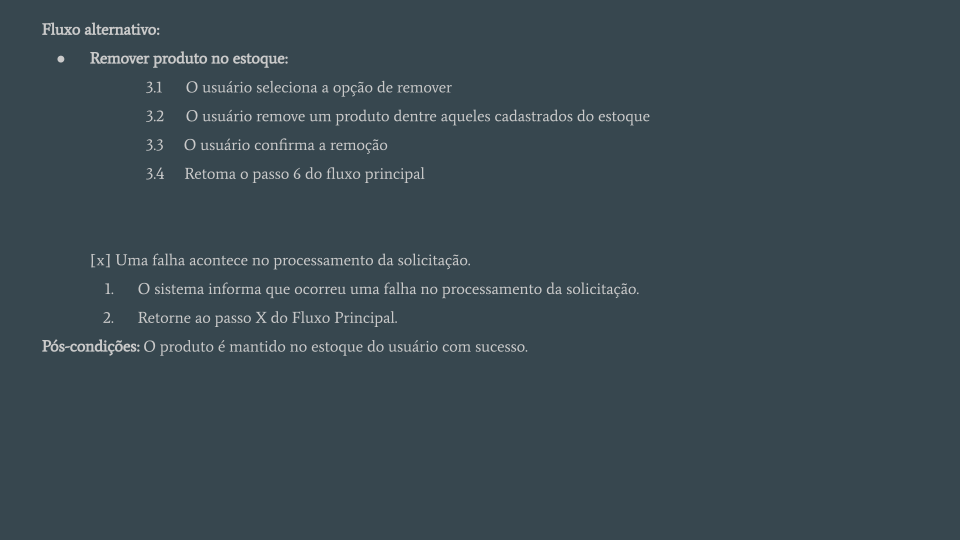 Fluxo alternativo:
● Remover produto no estoque:
3.1 O usuário seleciona a opção de remover
3.2 O usuário remove um produto dentre aqueles cadastrados do estoque
3.3 O usuário confirma a remoção
3.4 Retoma o passo 6 do fluxo principal
[x] Uma falha acontece no processamento da solicitação.
1. O sistema informa que ocorreu uma falha no processamento da solicitação.
2. Retorne ao passo X do Fluxo Principal.
Pós-condições: O produto é mantido no estoque do usuário com sucesso.